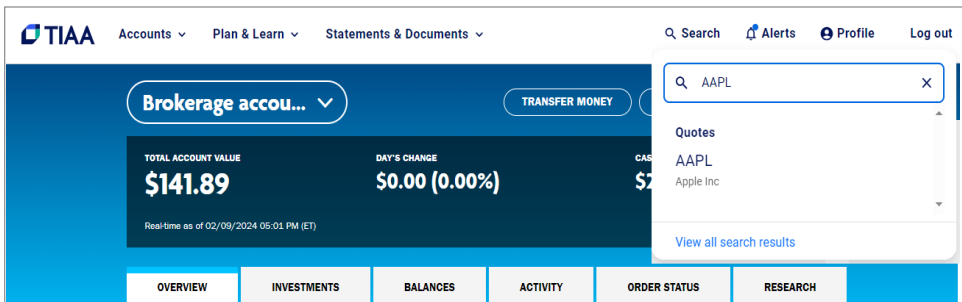 TIAA
Accounts
Plan & Learn
Statements & Documents
Search
Alerts
Profile
Log out
AAPL
Quotes
AAPL
Apple Inc
View all search results
Brokerage accou...
TRANSFER MONEY
TOTAL ACCOUNT VALUE
$141.89
Real-time as of 02/09/2024 05:01 PM (ET)
DAY'S CHANGE
$0.00 (0.00%)
CAS
$2
OVERVIEW
INVESTMENTS
BALANCES
ACTIVITY
ORDER STATUS
RESEARCH